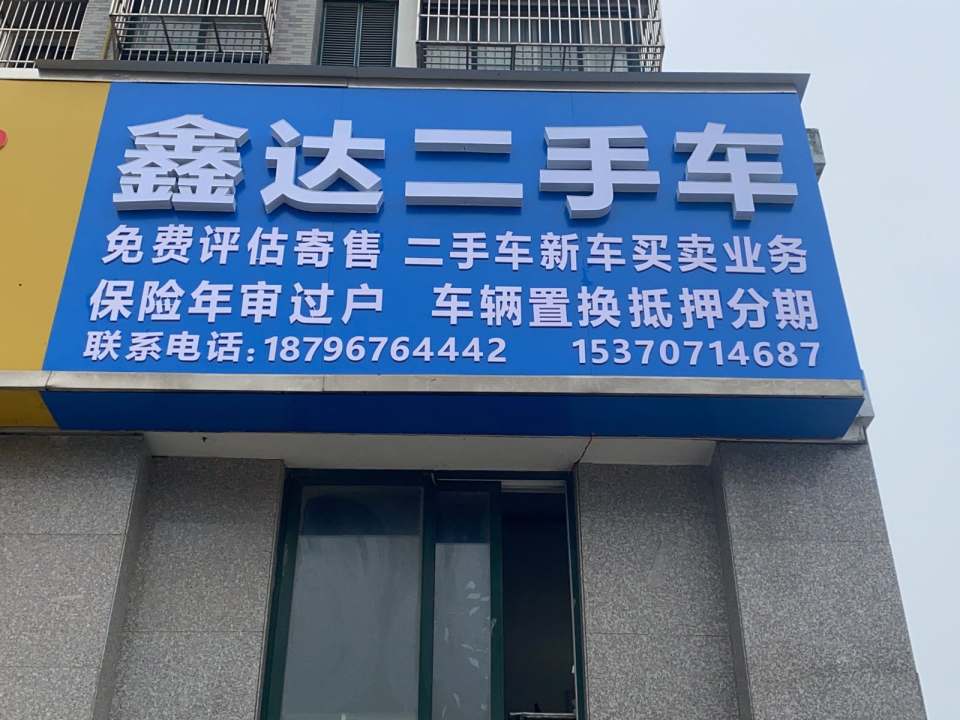 鑫达二手车
免费评估寄售 二手车新车买卖业务
保险年审过户 车辆置换抵押分期
联系电话:18796764442 15370714687